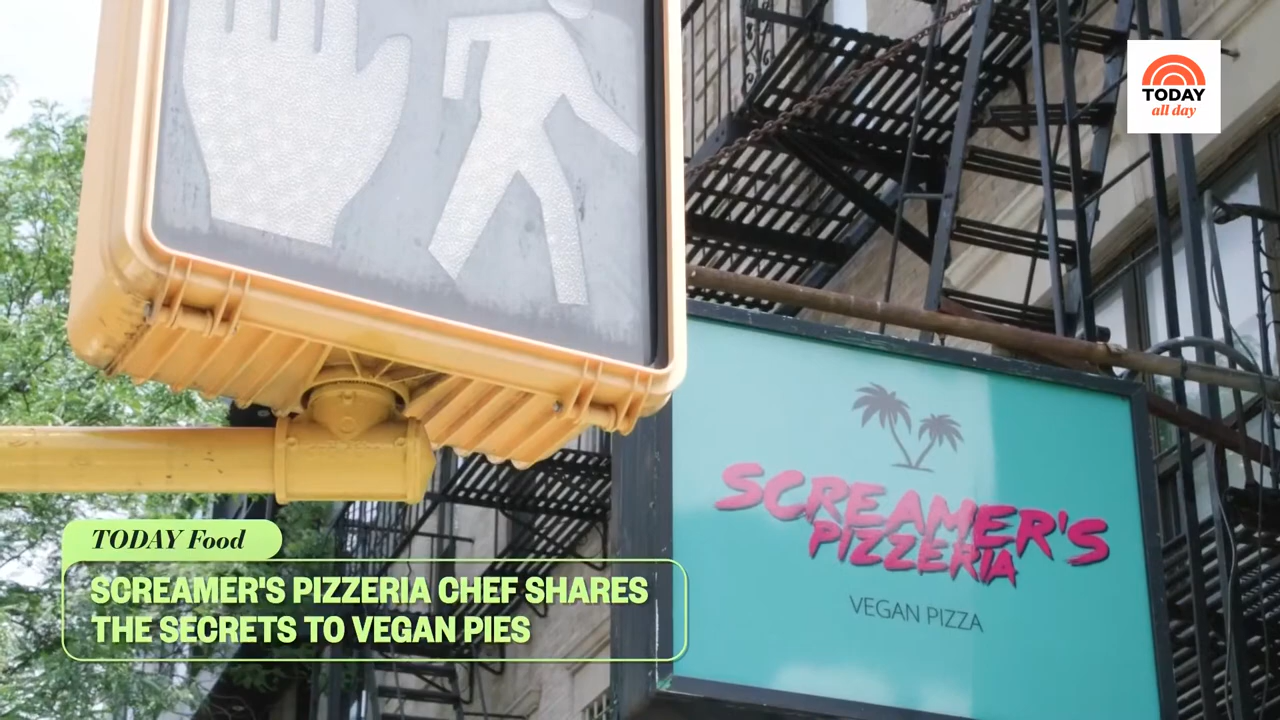 TODAY
all day
SCREAMER'S
PIZZERIA
VEGAN PIZZA
TODAY Food
SCREAMER'S PIZZERIA CHEF SHARES
THE SECRETS TO VEGAN PIES